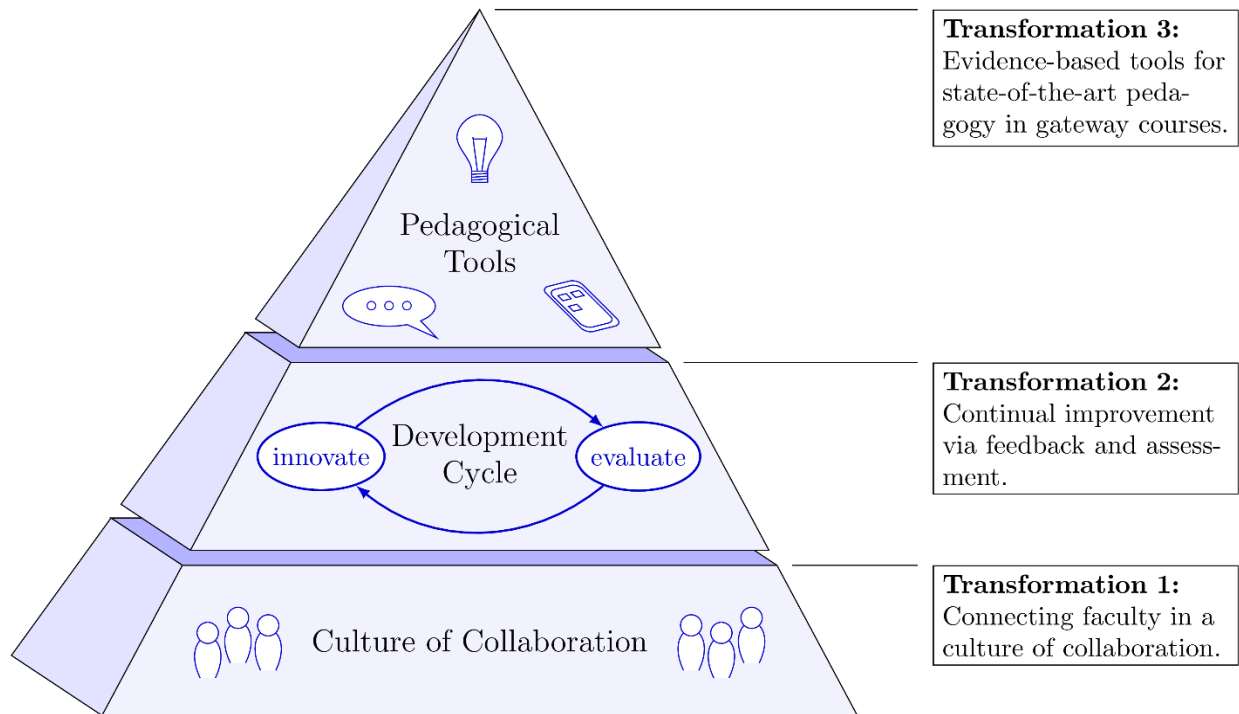 Transformation 3:
Evidence-based tools for
state-of-the-art peda-
gogy in gateway courses.
Pedagogical
Tools
Transformation 2:
Continual improvement
via feedback and assess-
ment.
innovate
Development
Cycle
evaluate
Transformation 1:
Connecting faculty in a
culture of collaboration.
Culture of Collaboration